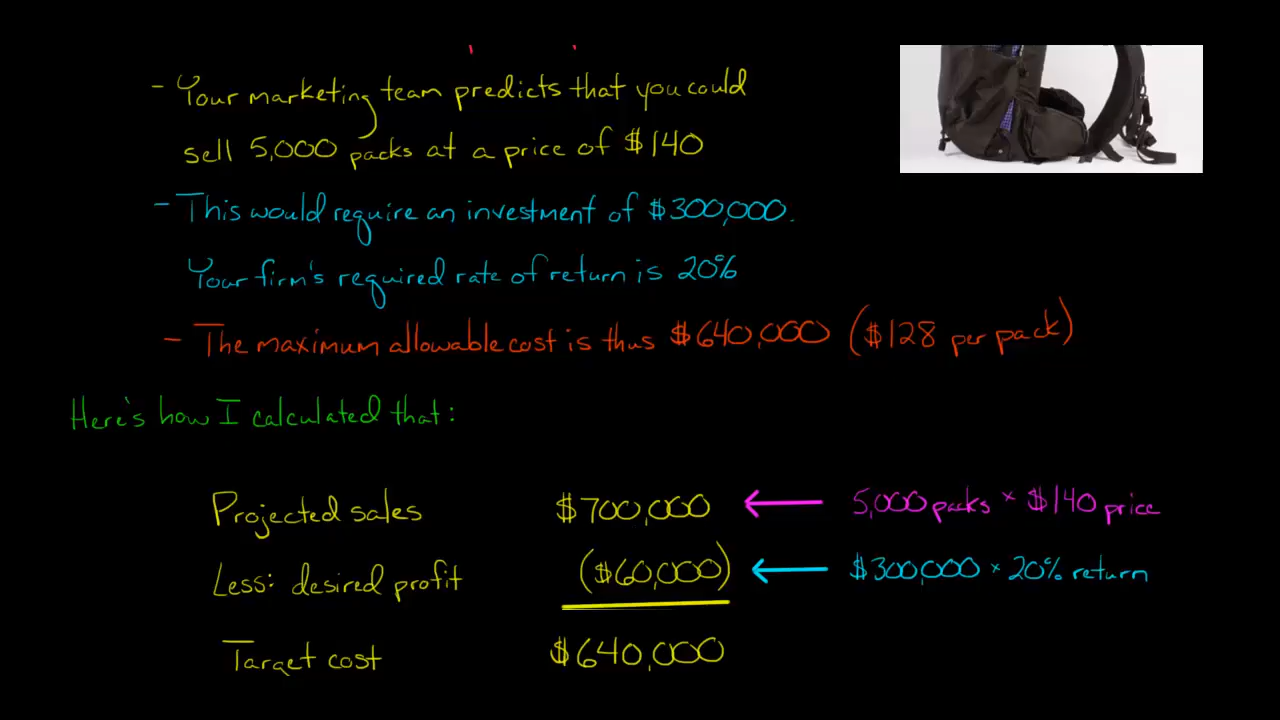 - Your marketing team predicts that you could
sell 5,000 packs at a price of $140
- This would require an investment of $300,000.
Your firm's required rate of return is 20%
- The maximum allowable cost is thus $640,000 ($128 per pack)
Here's how I calculated that:
Projected sales $700,000 ← 5,000 packs × $140 price
Less: desired profit ($60,000) ← $300,000 × 20% return
Target cost $640,000